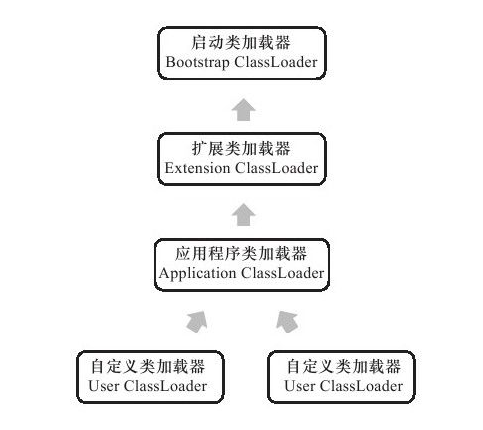 启动类加载器
Bootstrap ClassLoader
扩展类加载器
Extension ClassLoader
应用程序类加载器
Application ClassLoader
自定义类加载器
User ClassLoader
自定义类加载器
User ClassLoader